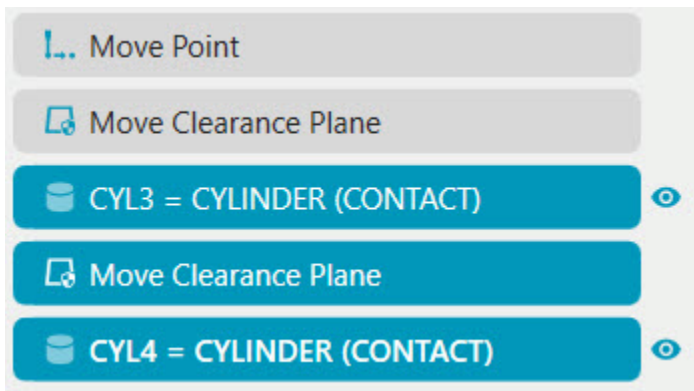 Move Point
Move Clearance Plane
CYL3 = CYLINDER (CONTACT)
Move Clearance Plane
CYL4 = CYLINDER (CONTACT)